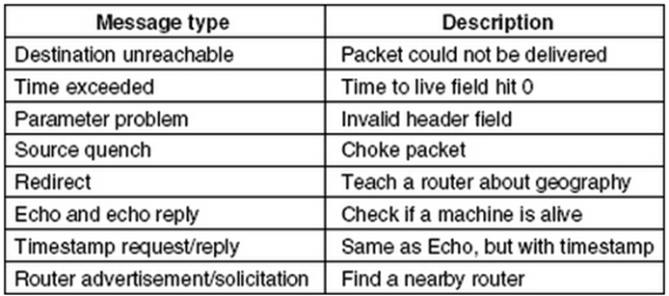 Message type Description
Destination unreachable Packet could not be delivered
Time exceeded Time to live field hit 0
Parameter problem Invalid header field
Source quench Choke packet
Redirect Teach a router about geography
Echo and echo reply Check if a machine is alive
Timestamp request/reply Same as Echo, but with timestamp
Router advertisement/solicitation Find a nearby router